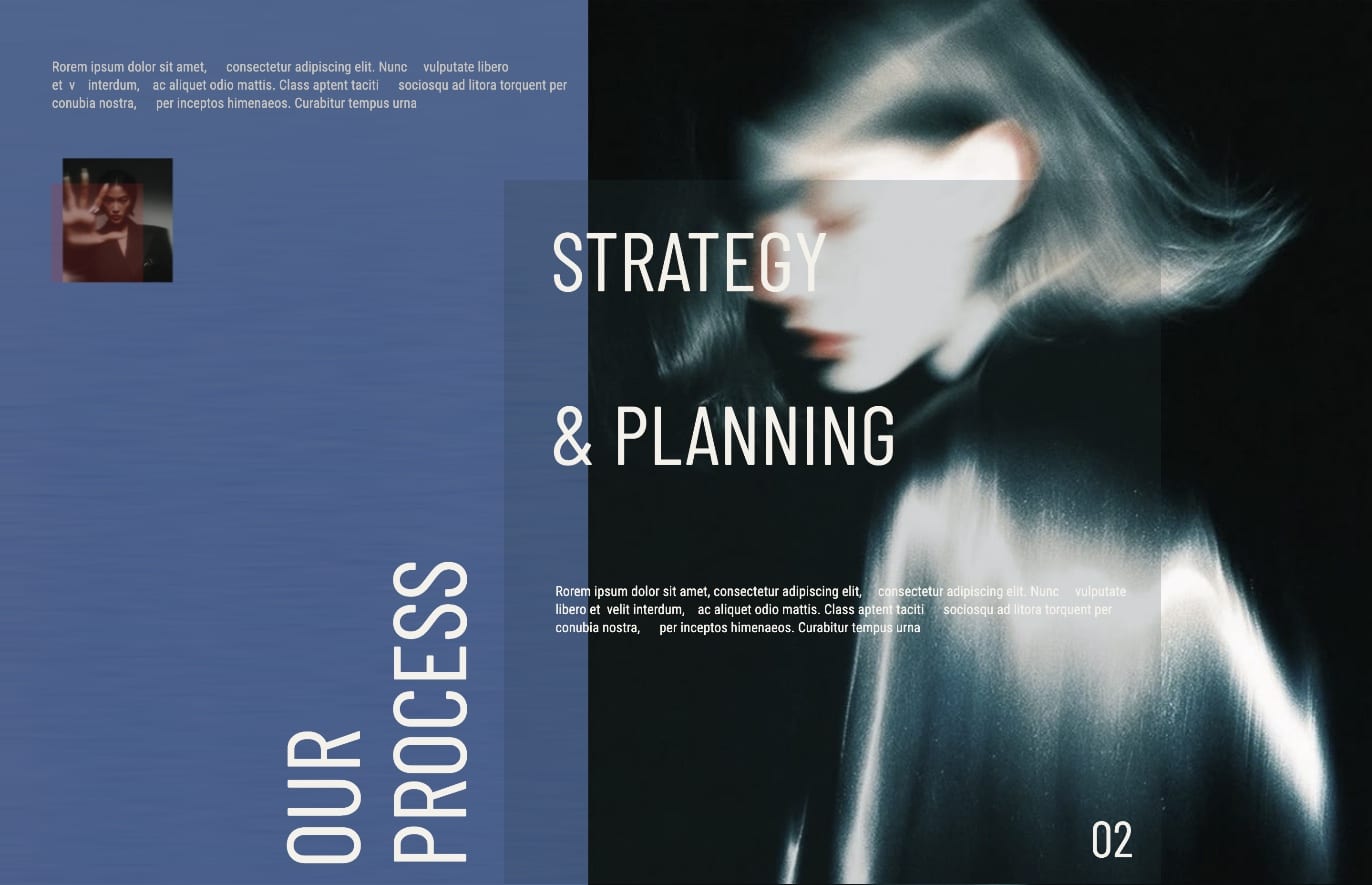 Rorem ipsum dolor sit amet, consectetur adipiscing elit. Nunc vulputate libero
et v interdum, ac aliquet odio mattis. Class aptent taciti sociosqu ad litora torquent per
conubia nostra, per inceptos himenaeos. Curabitur tempus urna
OUR
PROCESS
STRATEGY
& PLANNING
Rorem ipsum dolor sit amet, consectetur adipiscing elit, consectetur adipiscing elit. Nunc vulputate
libero et velit interdum, ac aliquet odio mattis. Class aptent taciti sociosqu ad litora torquent per
conubia nostra, per inceptos himenaeos. Curabitur tempus urna
02